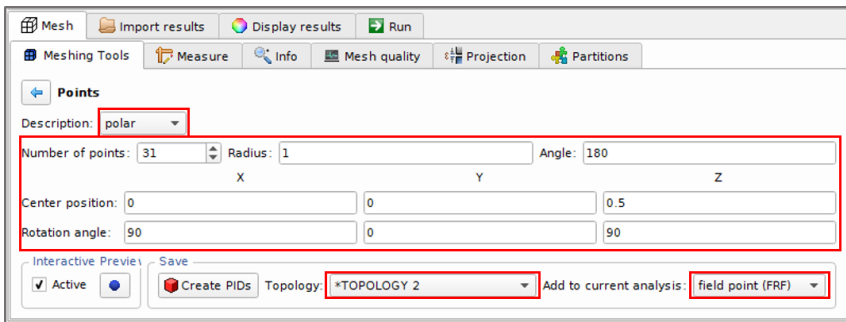 Mesh Import results Display results Run
Meshing Tools Measure Info Mesh quality Projection Partitions
Points
Description: polar
Number of points: 31 Radius: 1 Angle: 180
X Y Z
Center position: 0 0 0.5
Rotation angle: 90 0 90
Interactive Save
Active Create PIDs Topology: *TOPOLOGY 2 Add to current analysis: field point (FRF)